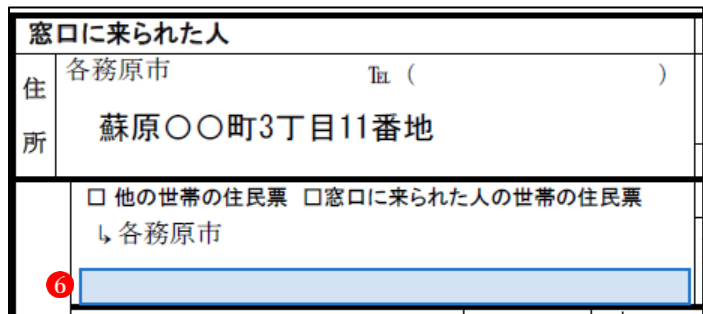 窓口に来られた人
住所
各務原市 ℡ ( )
蘇原〇〇町3丁目11番地
□ 他の世帯の住民票 □窓口に来られた人の世帯の住民票
↳各務原市
6